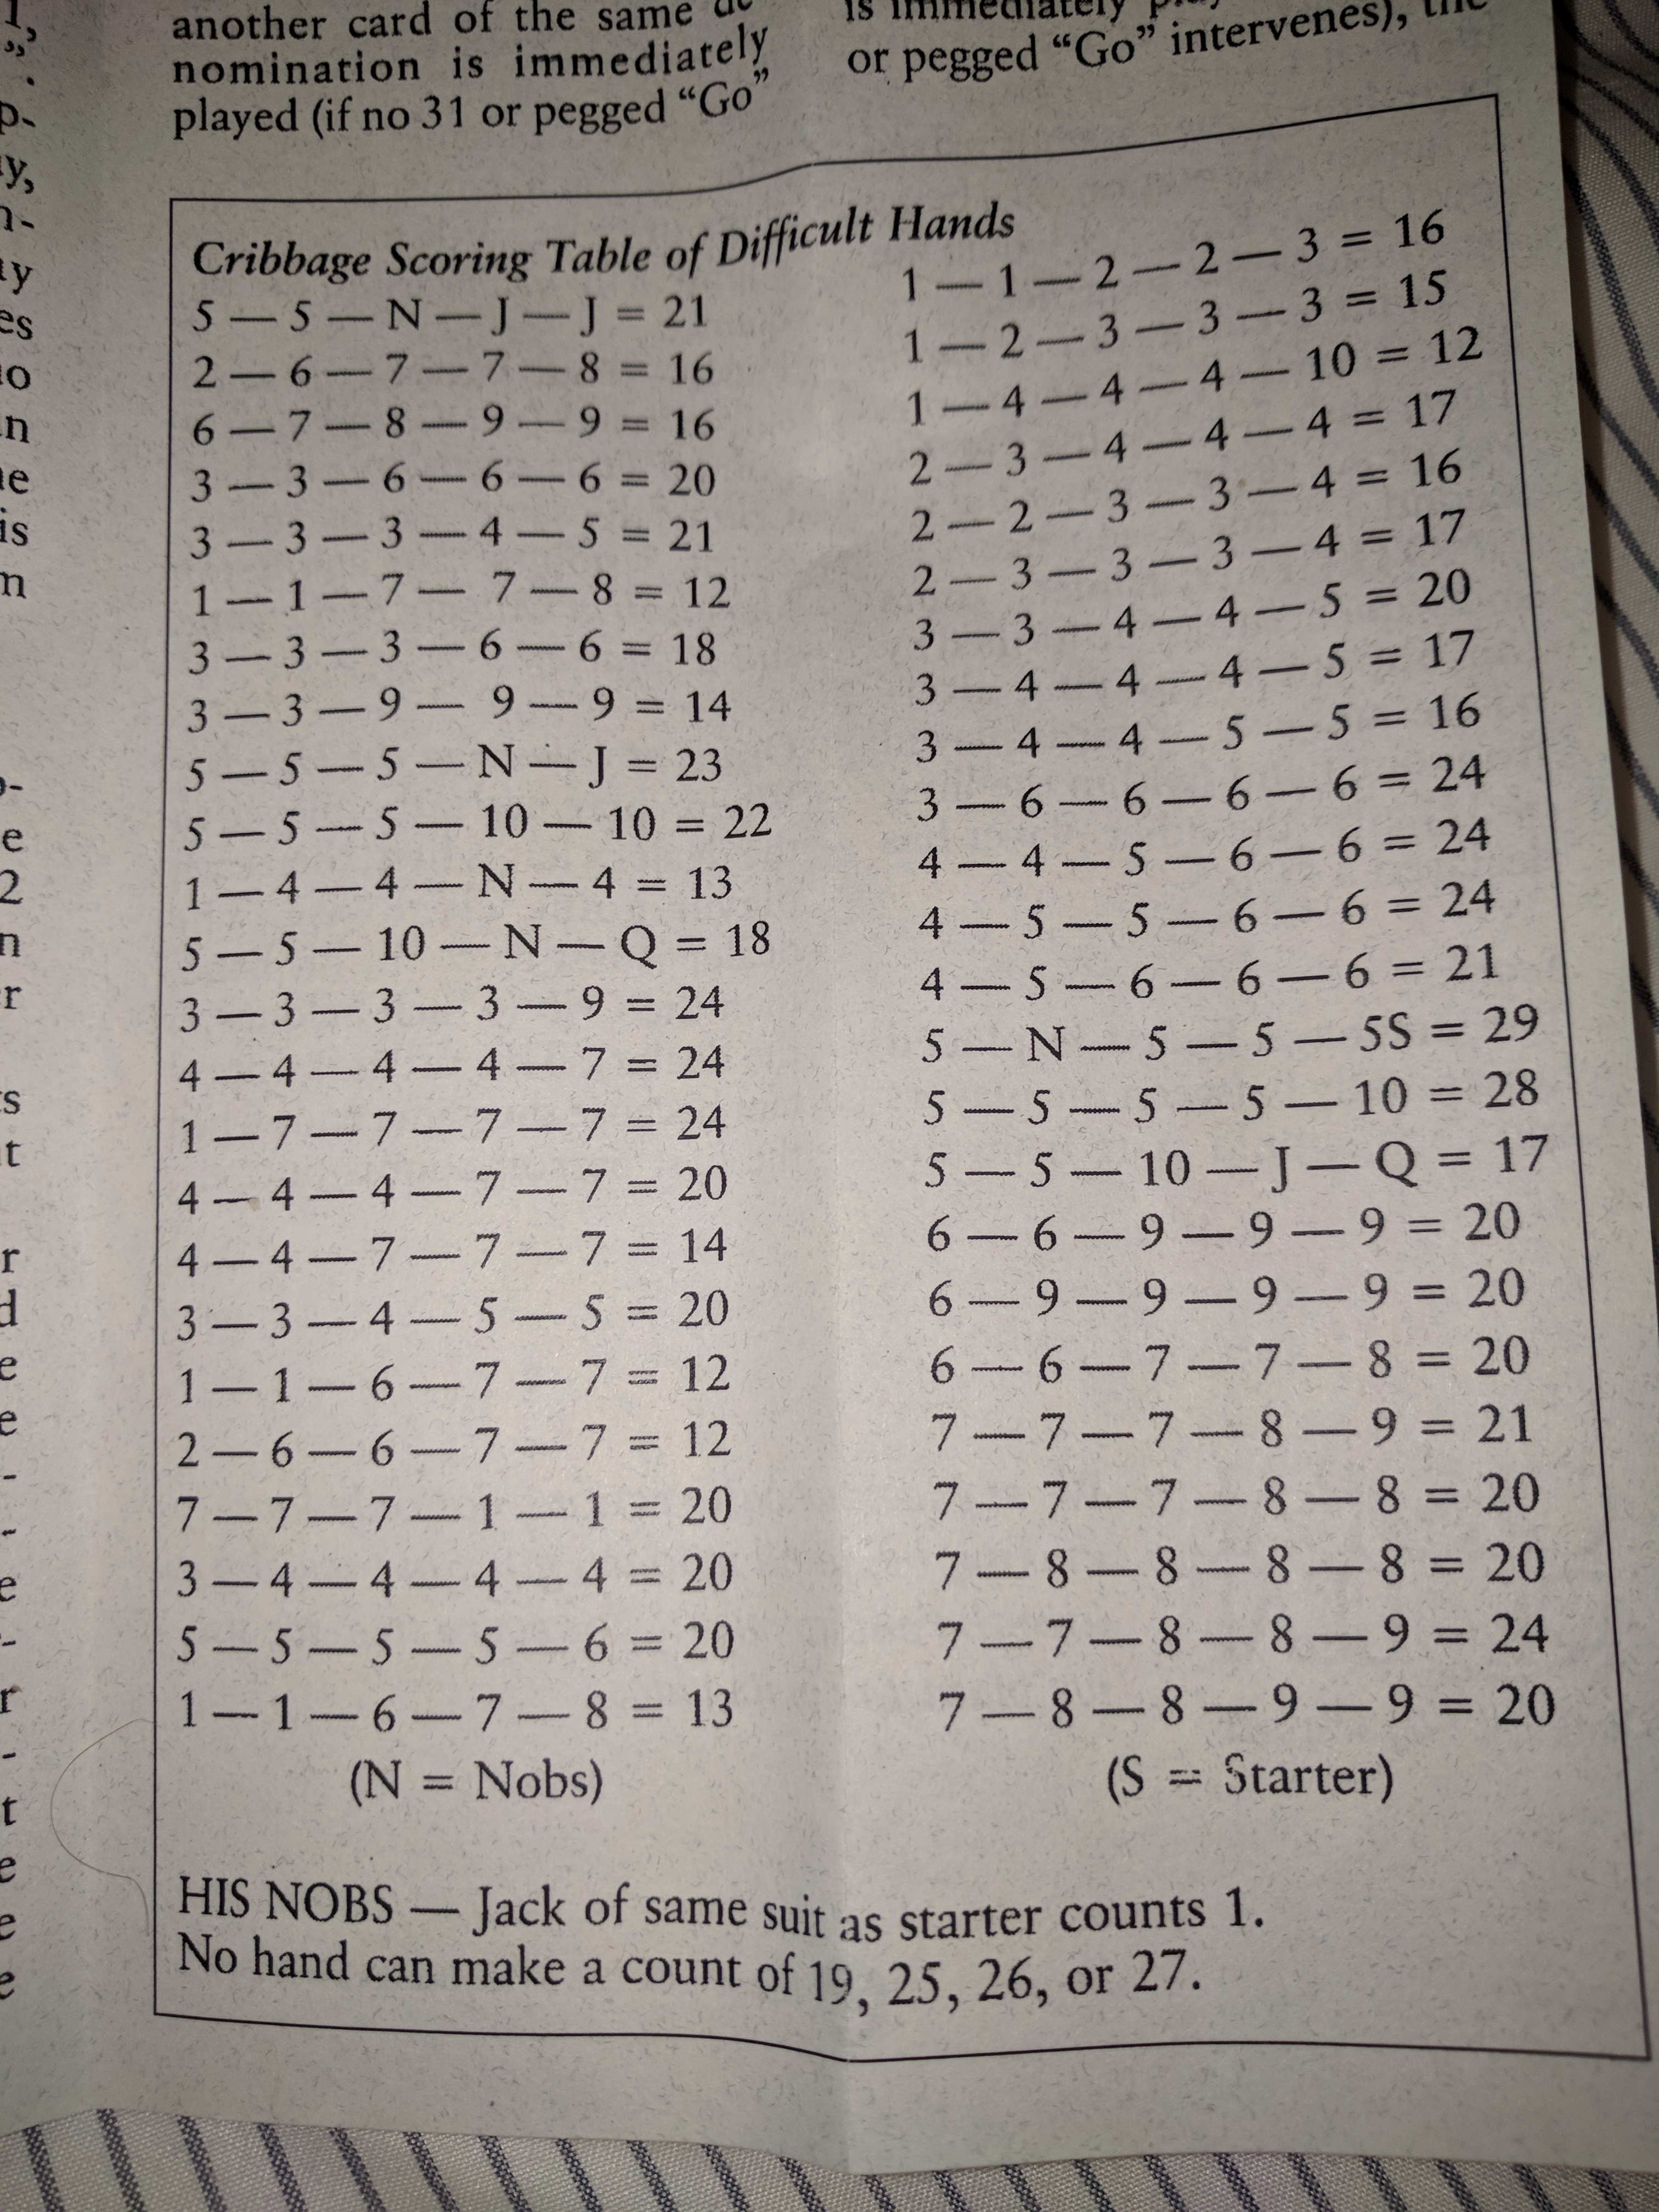 another card of the same de
nomination is immediately
played (if no 31 or pegged “Go”
is immediately
or pegged “Go” intervenes), the
Cribbage Scoring Table of Difficult Hands
5 — 5 — N — J — J = 21
2 — 6 — 7 — 7 — 8 = 16
6 — 7 — 8 — 9 — 9 = 16
3 — 3 — 6 — 6 — 6 = 20
3 — 3 — 3 — 4 — 5 = 21
1 — 1 — 7 — 7 — 8 = 12
3 — 3 — 3 — 6 — 6 = 18
3 — 3 — 9 — 9 — 9 = 14
5 — 5 — 5 — N — J = 23
5 — 5 — 5 — 10 — 10 = 22
1 — 4 — 4 — N — 4 = 13
5 — 5 — 10 — N — Q = 18
3 — 3 — 3 — 3 — 9 = 24
4 — 4 — 4 — 4 — 7 = 24
1 — 7 — 7 — 7 — 7 = 24
4 — 4 — 4 — 7 — 7 = 20
4 — 4 — 7 — 7 — 7 = 14
3 — 3 — 4 — 5 — 5 = 20
1 — 1 — 6 — 7 — 7 = 12
2 — 6 — 6 — 7 — 7 = 12
7 — 7 — 7 — 1 — 1 = 20
3 — 4 — 4 — 4 — 4 = 20
5 — 5 — 5 — 5 — 6 = 20
1 — 1 — 6 — 7 — 8 = 13
(N = Nobs)
1 — 1 — 2 — 2 — 3 = 16
1 — 2 — 3 — 3 — 3 = 15
1 — 4 — 4 — 4 — 10 = 12
2 — 3 — 4 — 4 — 4 = 17
2 — 2 — 3 — 3 — 4 = 16
2 — 3 — 3 — 3 — 4 = 17
3 — 3 — 4 — 4 — 5 = 20
3 — 4 — 4 — 4 — 5 = 17
3 — 4 — 4 — 5 — 5 = 16
3 — 6 — 6 — 6 — 6 = 24
4 — 4 — 5 — 6 — 6 = 24
4 — 5 — 5 — 6 — 6 = 24
4 — 5 — 6 — 6 — 6 = 21
5 — N — 5 — 5 — 5S = 29
5 — 5 — 5 — 5 — 10 = 28
5 — 5 — 10 — J — Q = 17
6 — 6 — 9 — 9 — 9 = 20
6 — 9 — 9 — 9 — 9 = 20
6 — 6 — 7 — 7 — 8 = 20
7 — 7 — 7 — 8 — 9 = 21
7 — 7 — 7 — 8 — 8 = 20
7 — 8 — 8 — 8 — 8 = 20
7 — 7 — 8 — 8 — 9 = 24
7 — 8 — 8 — 9 — 9 = 20
(S = Starter)
HIS NOBS — Jack of same suit as starter counts 1.
No hand can make a count of 19, 25, 26, or 27.